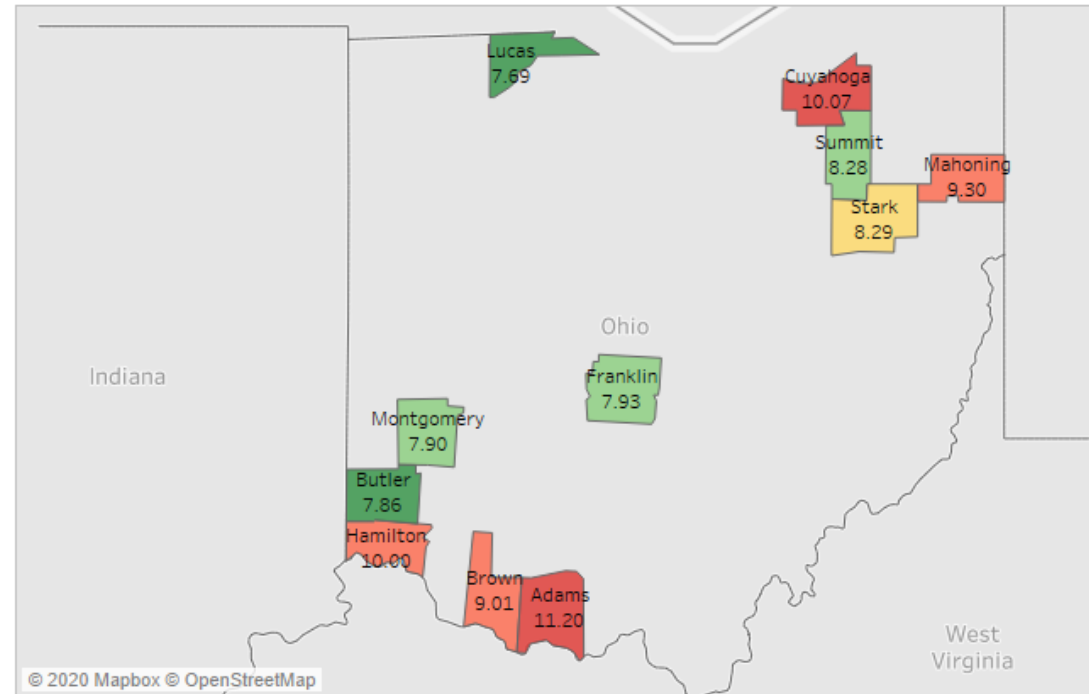 Lucas
7.69
Cuyahoga
10.07
Summit
8.28
Mahoning
9.30
Stark
8.29
Ohio
Indiana
Franklin
7.93
Montgomery
7.90
Butler
7.86
Hamilton
10.00
Brown
9.01
Adams
11.20
West
Virginia
© 2020 Mapbox © OpenStreetMap